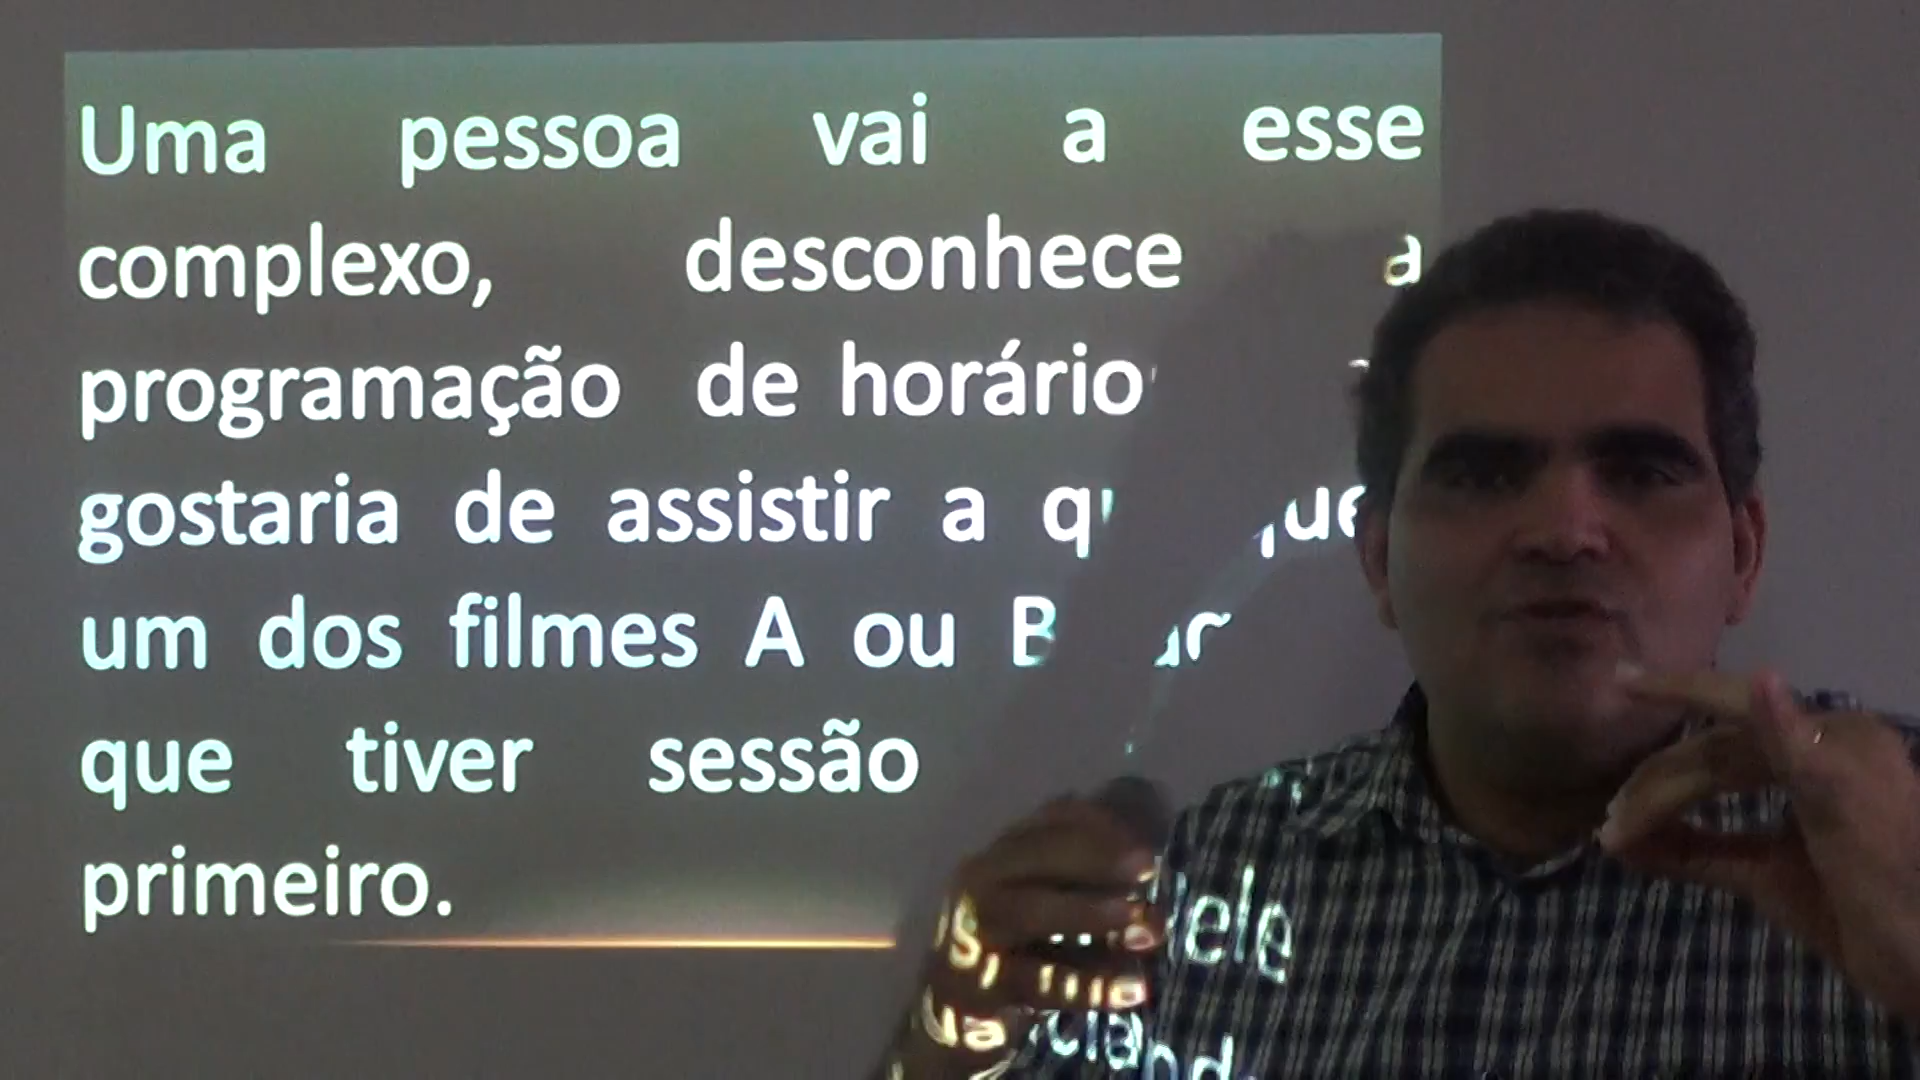 Uma pessoa vai a esse
complexo, desconhece a
programação de horário
gostaria de assistir a
um dos filmes A ou B
que tiver sessão
primeiro.